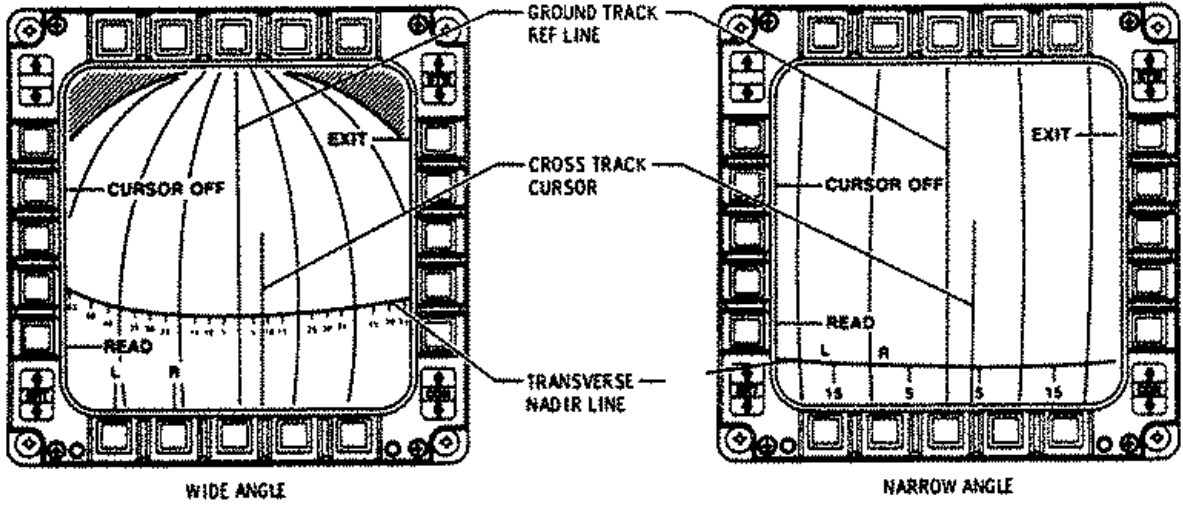 GROUND TRACK
REF LINE
EXIT
EXIT
CROSS TRACK
CURSOR
CURSOR OFF
CURSOR OFF
READ
READ
L R
L R
TRANSVERSE
NADIR LINE
15 5 5 15
WIDE ANGLE
NARROW ANGLE